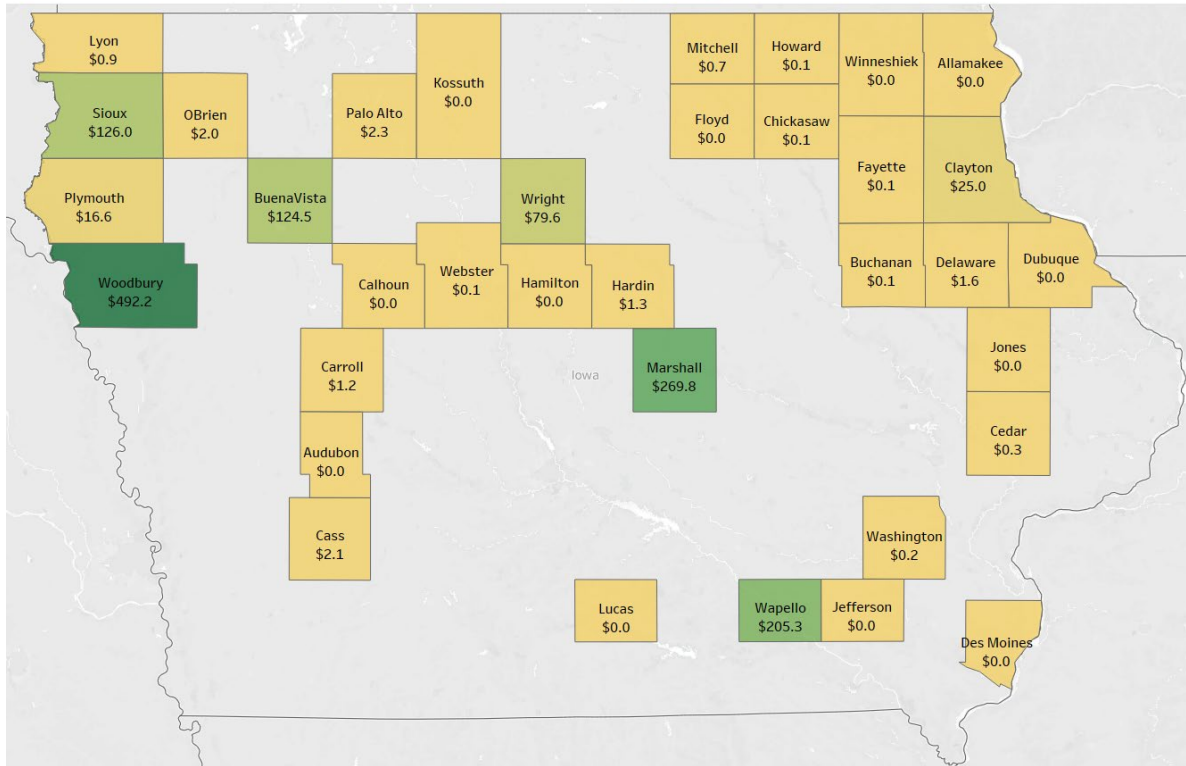 Lyon
$0.9
Sioux
$126.0
OBrien
$2.0
Palo Alto
$2.3
Kossuth
$0.0
Mitchell
$0.7
Howard
$0.1
Winneshiek
$0.0
Allamakee
$0.0
Floyd
$0.0
Chickasaw
$0.1
Plymouth
$16.6
BuenaVista
$124.5
Wright
$79.6
Fayette
$0.1
Clayton
$25.0
Woodbury
$492.2
Calhoun
$0.0
Webster
$0.1
Hamilton
$0.0
Hardin
$1.3
Buchanan
$0.1
Delaware
$1.6
Dubuque
$0.0
Carroll
$1.2
Iowa
Marshall
$269.8
Jones
$0.0
Audubon
$0.0
Cedar
$0.3
Cass
$2.1
Washington
$0.2
Lucas
$0.0
Wapello
$205.3
Jefferson
$0.0
Des Moines
$0.0